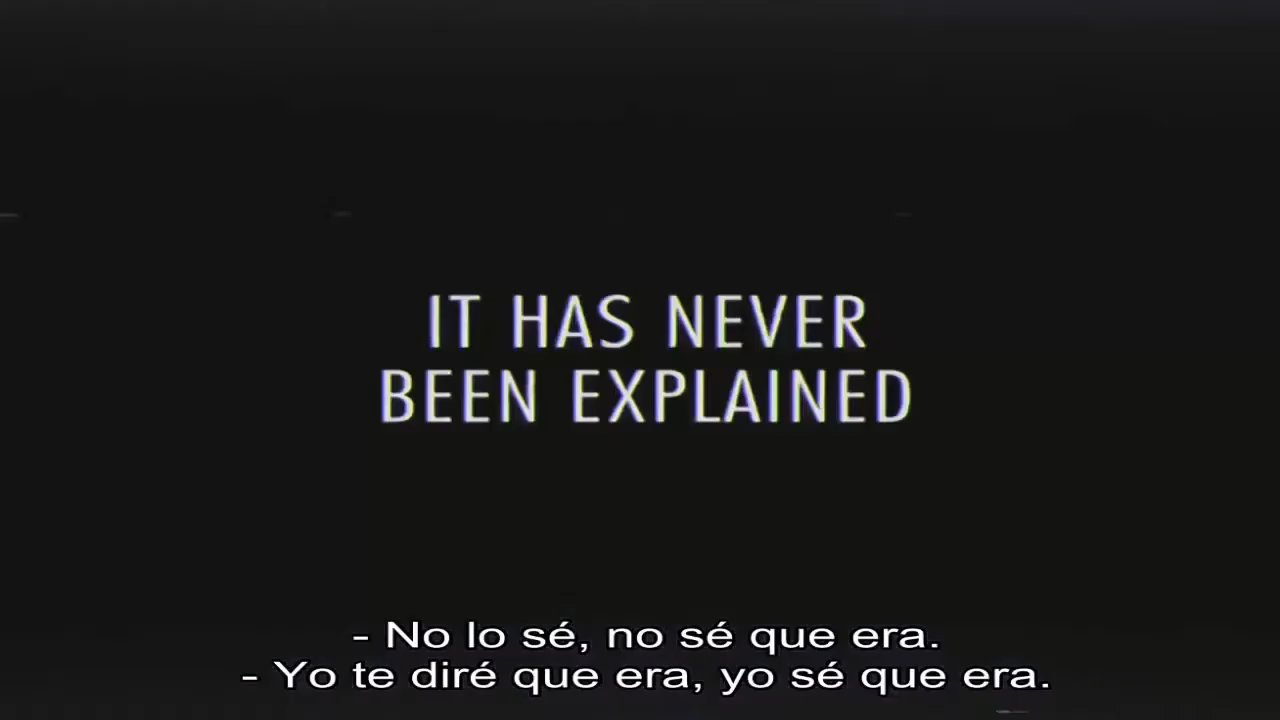 IT HAS NEVER
BEEN EXPLAINED
- No lo sé, no sé que era.
- Yo te diré que era, yo sé que era.